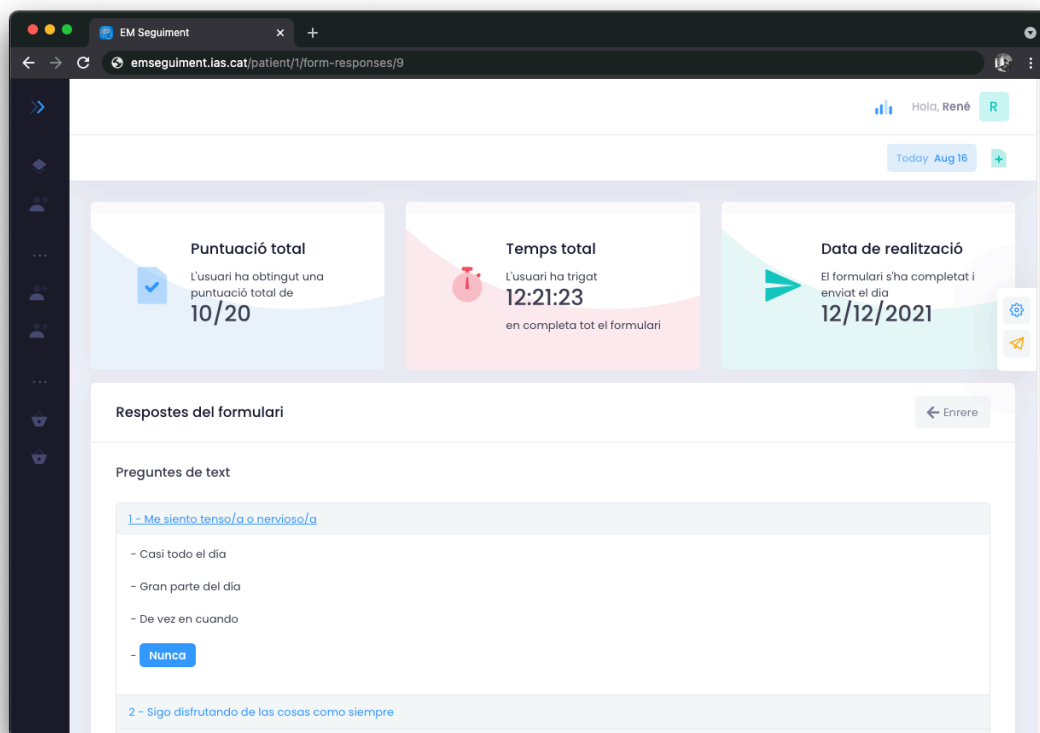 EM Seguiment
emseguiment.ias.cat/patient/1/form-responses/9
Hola, René R
Today Aug 16
Puntuació total
L'usuari ha obtingut una
puntuació total de
10/20
Temps total
L'usuari ha trigat
12:21:23
en completa tot el formulari
Data de realització
El formulari s'ha completat i
enviat el dia
12/12/2021
Respostes del formulari
Enrere
Preguntes de text
1 - Me siento tenso/a o nervioso/a
- Casi todo el día
- Gran parte del día
- De vez en cuando
- Nunca
2 - Sigo disfrutando de las cosas como siempre